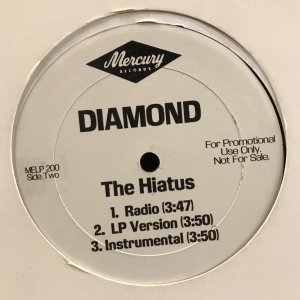 Mercury
RECORDS
DIAMOND
For Promotional
Use Only.
Not For Sale.
MELP 200
Side Two
The Hiatus
1. Radio (3:47)
2. LP Version (3:50)
3. Instrumental (3:50)